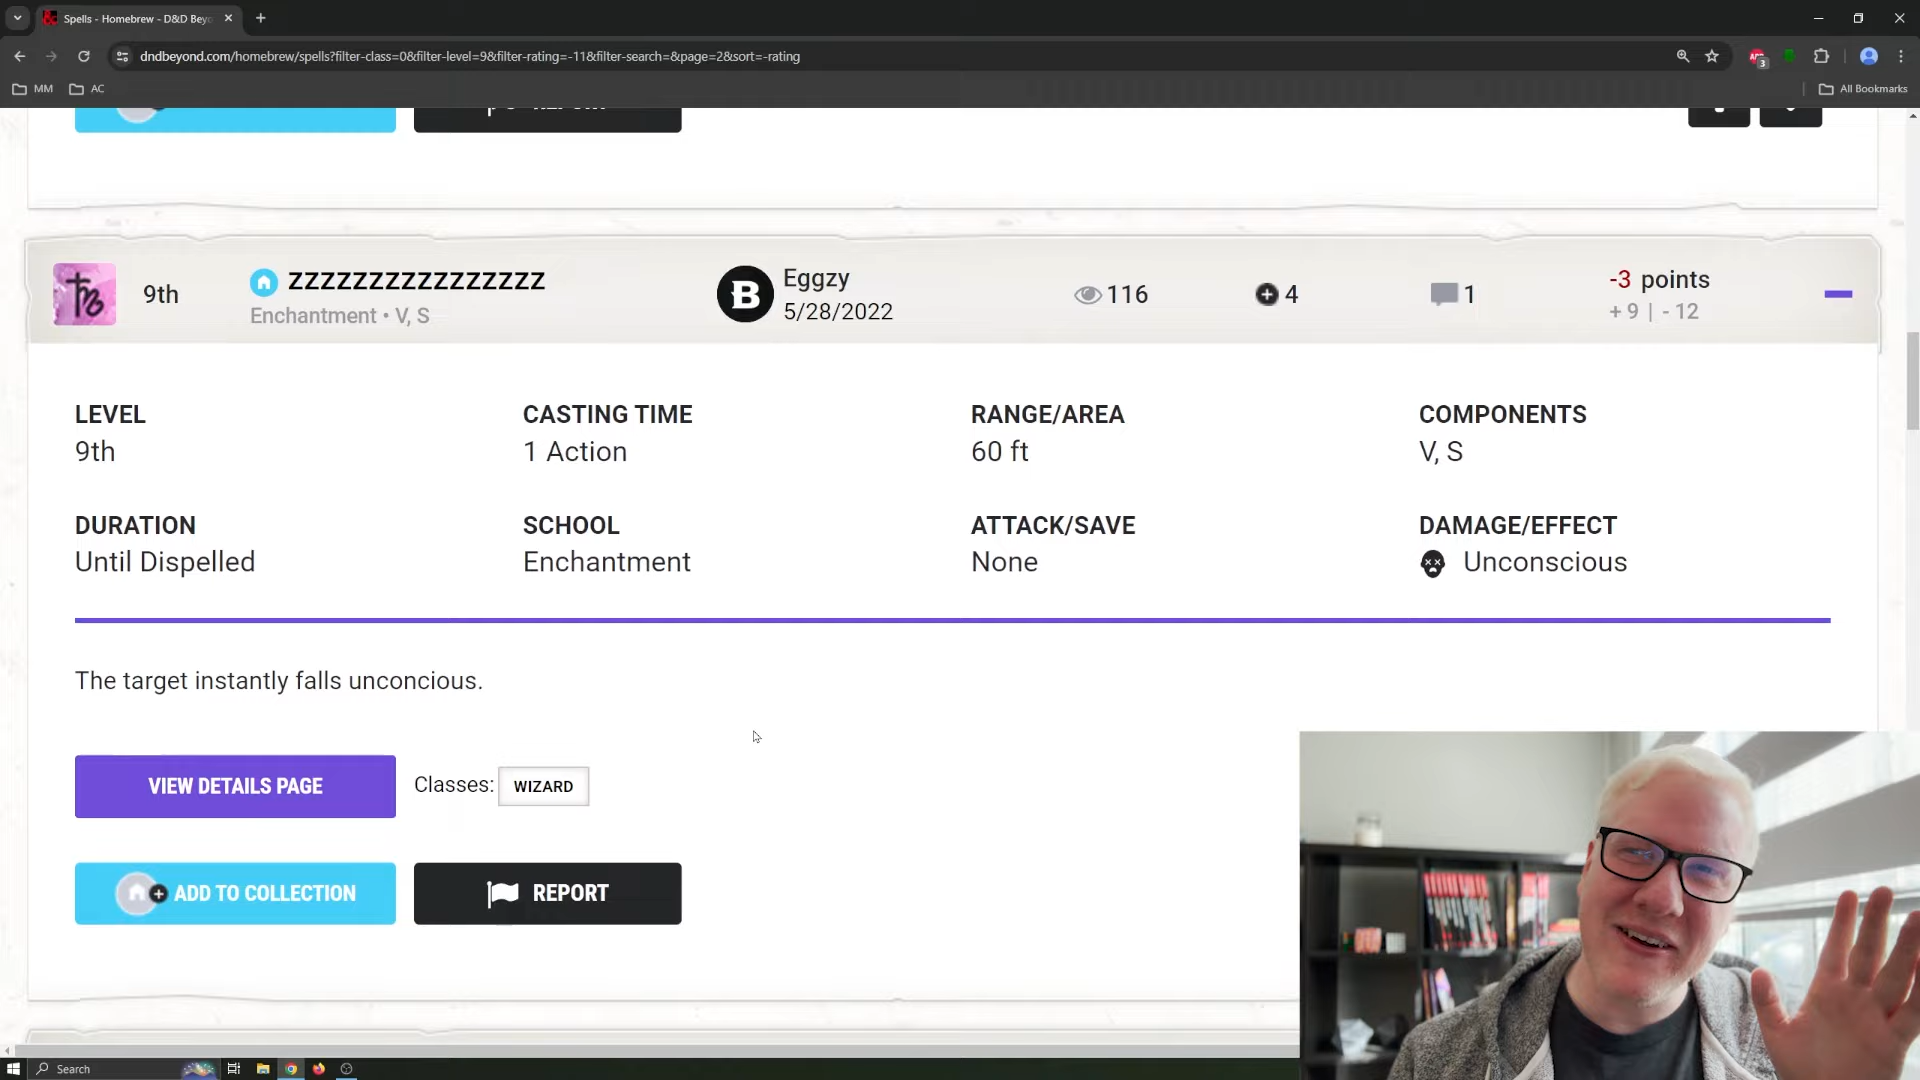 Spells - Homebrew - D&D Bey
dndbeyond.com/homebrew/spells?filter-class=0&filter-level=9&filter-rating=-11&filter-search=&page=2&sort=-rating
3
MM AC All Bookmarks
9th
ZZZZZZZZZZZZZZZZ
Enchantment • V, S
B
Eggzy
5/28/2022
116
4
1
-3 points
+ 9 | - 12
LEVEL CASTING TIME RANGE/AREA COMPONENTS
9th 1 Action 60 ft V, S
DURATION SCHOOL ATTACK/SAVE DAMAGE/EFFECT
Until Dispelled Enchantment None Unconscious
The target instantly falls unconcious.
VIEW DETAILS PAGE Classes: WIZARD
ADD TO COLLECTION REPORT
Search